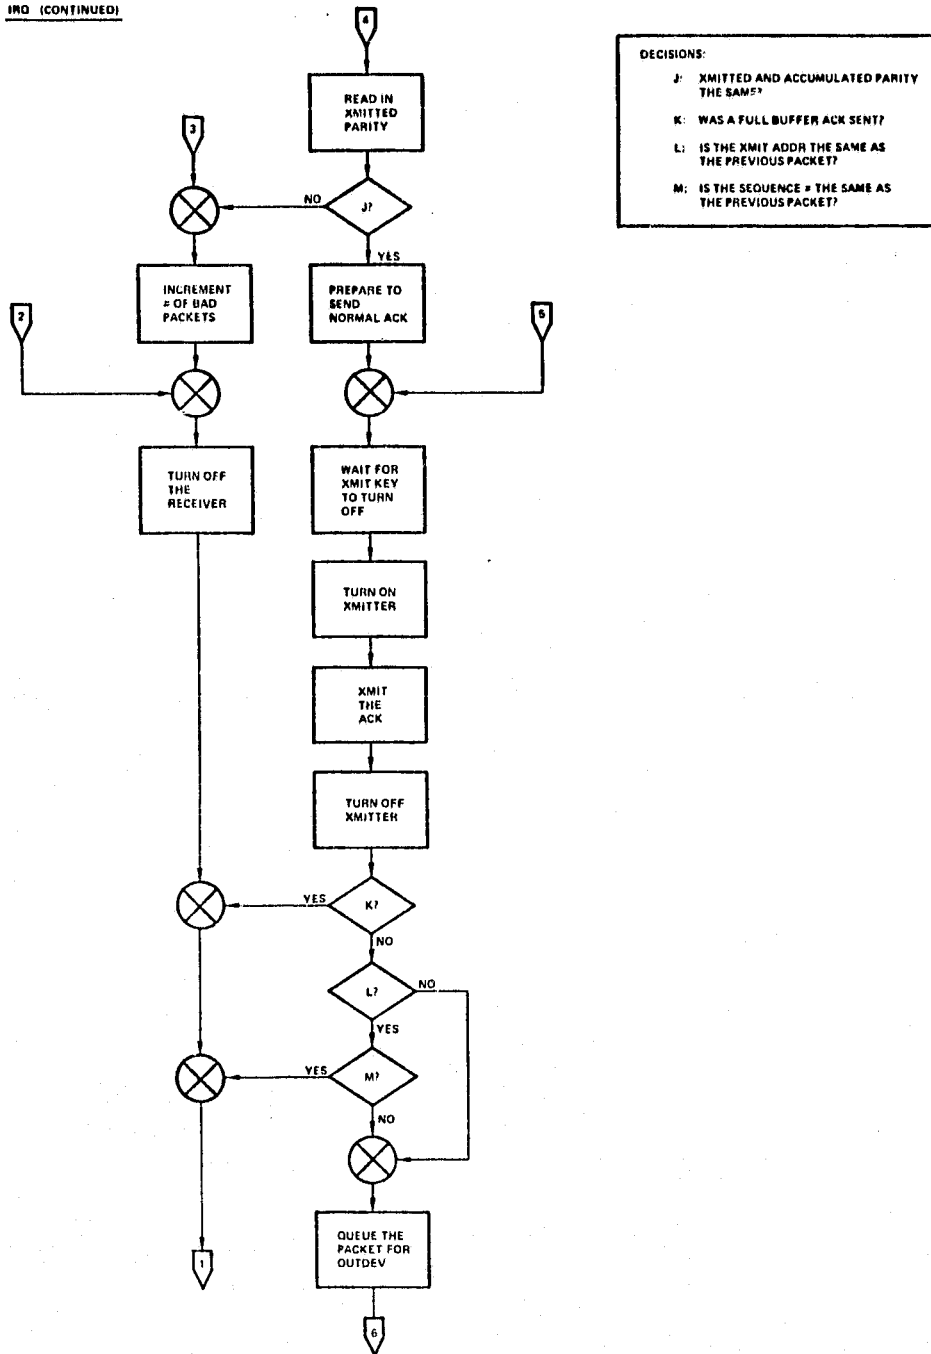 IRQ (CONTINUED)
4
DECISIONS:
J: XMITTED AND ACCUMULATED PARITY
THE SAME?
K: WAS A FULL BUFFER ACK SENT?
L: IS THE XMIT ADDR THE SAME AS
THE PREVIOUS PACKET?
M: IS THE SEQUENCE # THE SAME AS
THE PREVIOUS PACKET?
READ IN
XMITTED
PARITY
3
NO
J?
YES
INCREMENT
# OF BAD
PACKETS
PREPARE TO
SEND
NORMAL ACK
2
5
TURN OFF
THE
RECEIVER
WAIT FOR
XMIT KEY
TO TURN
OFF
TURN ON
XMITTER
XMIT
THE
ACK
TURN OFF
XMITTER
YES
K?
NO
L?
NO
YES
YES
M?
NO
QUEUE THE
PACKET FOR
OUTDEV
1
6